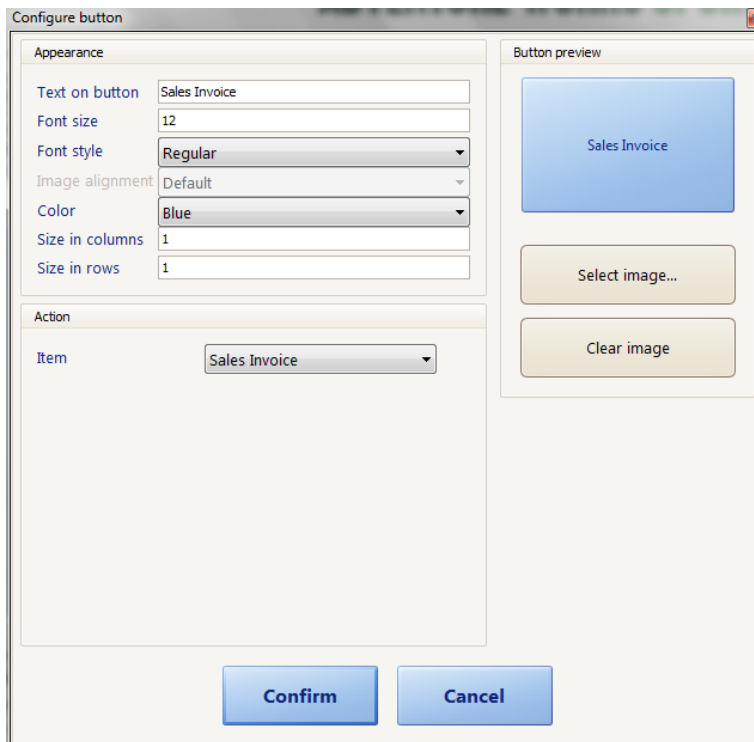 Configure button
Appearance
Text on button Sales Invoice
Font size 12
Font style Regular
Image alignment Default
Color Blue
Size in columns 1
Size in rows 1
Action
Item Sales Invoice
Button preview
Sales Invoice
Select image...
Clear image
Confirm Cancel